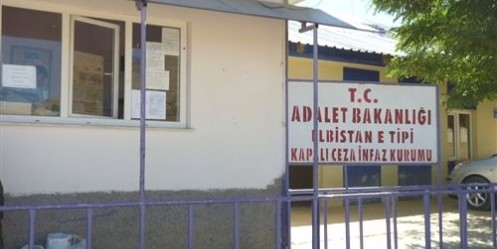 T.C.
ADALET BAKANLIĞI
ELBİSTAN E TİPİ
KAPALI CEZA İNFAZ KURUMU